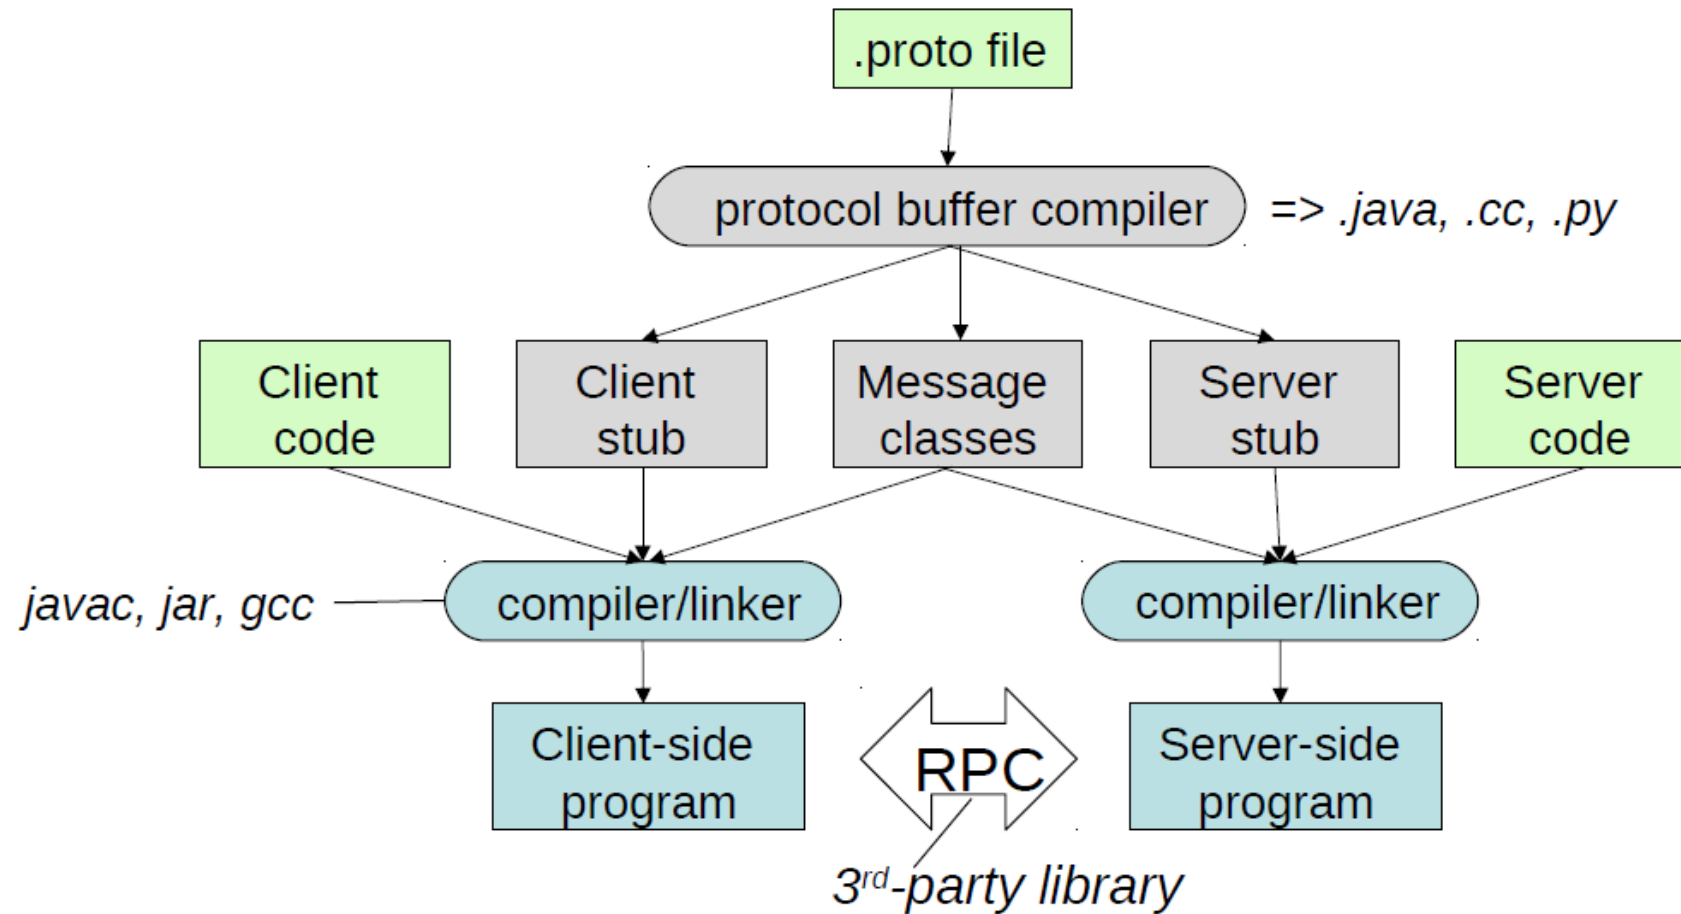 .proto file
protocol buffer compiler
=> .java, .cc, .py
Client
code
Client
stub
Message
classes
Server
stub
Server
code
javac, jar, gcc
compiler/linker
compiler/linker
Client-side
program
RPC
Server-side
program
3rd-party library